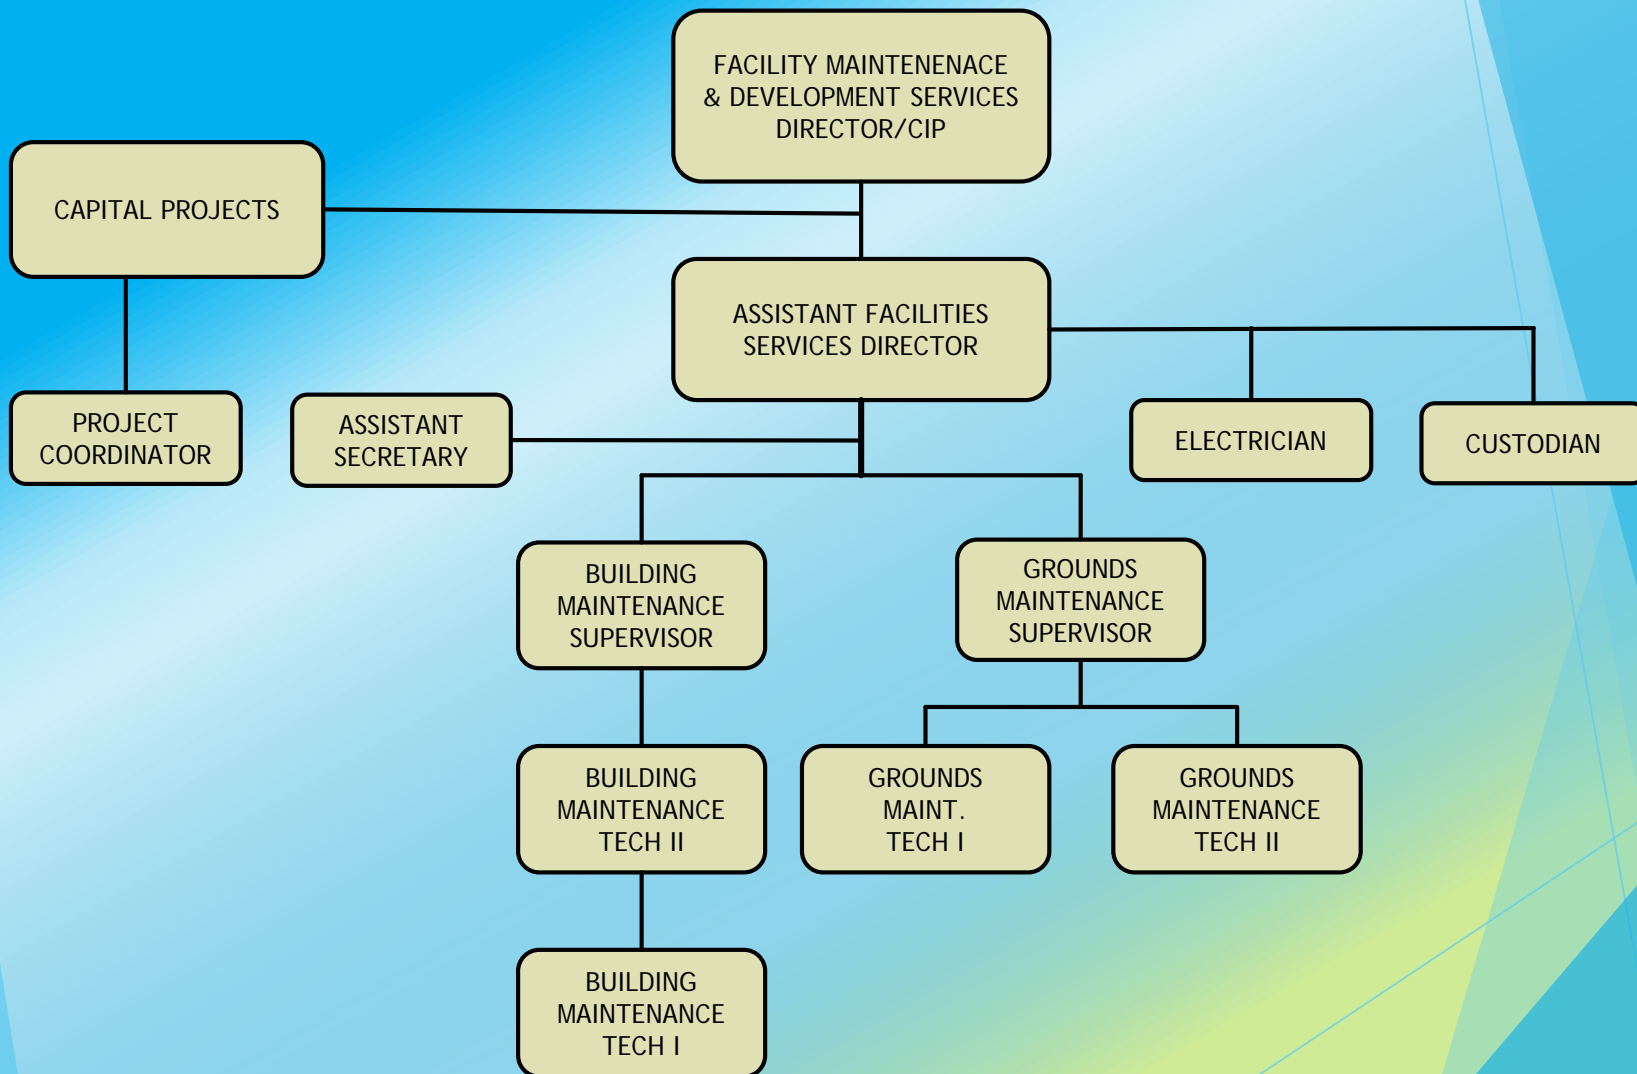 FACILITY MAINTENENACE
& DEVELOPMENT SERVICES
DIRECTOR/CIP
CAPITAL PROJECTS
ASSISTANT FACILITIES
SERVICES DIRECTOR
PROJECT
COORDINATOR
ASSISTANT
SECRETARY
ELECTRICIAN
CUSTODIAN
BUILDING
MAINTENANCE
SUPERVISOR
GROUNDS
MAINTENANCE
SUPERVISOR
BUILDING
MAINTENANCE
TECH II
GROUNDS
MAINT.
TECH I
GROUNDS
MAINTENANCE
TECH II
BUILDING
MAINTENANCE
TECH I